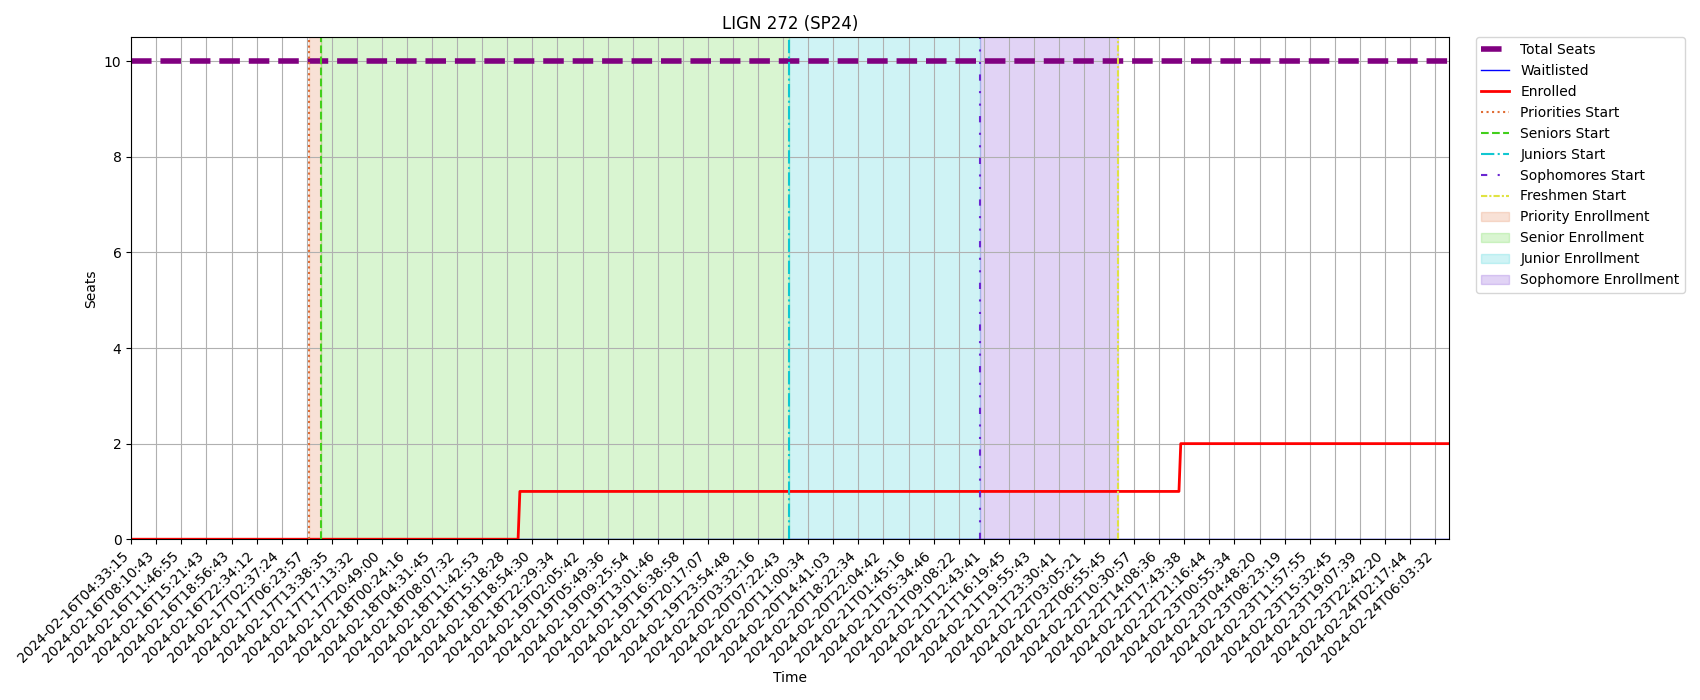 LIGN 272 (SP24)
Seats
10
8
6
4
2
0
2024-02-16T04:33:15
2024-02-16T08:10:43
2024-02-16T11:46:55
2024-02-16T15:21:43
2024-02-16T18:56:43
2024-02-16T22:34:12
2024-02-17T02:37:24
2024-02-17T06:23:57
2024-02-17T13:38:35
2024-02-17T17:13:32
2024-02-17T20:49:00
2024-02-18T00:24:16
2024-02-18T04:31:45
2024-02-18T08:07:32
2024-02-18T11:42:53
2024-02-18T15:18:28
2024-02-18T18:54:30
2024-02-18T22:29:34
2024-02-19T02:05:42
2024-02-19T05:49:36
2024-02-19T09:25:54
2024-02-19T13:01:46
2024-02-19T16:38:58
2024-02-19T20:17:07
2024-02-19T23:54:48
2024-02-20T03:32:16
2024-02-20T07:22:43
2024-02-20T11:00:34
2024-02-20T14:41:03
2024-02-20T18:22:34
2024-02-20T22:04:42
2024-02-21T01:45:16
2024-02-21T05:34:46
2024-02-21T09:08:22
2024-02-21T12:43:41
2024-02-21T16:19:45
2024-02-21T19:55:43
2024-02-21T23:30:41
2024-02-22T03:05:21
2024-02-22T06:55:45
2024-02-22T10:30:57
2024-02-22T14:08:36
2024-02-22T17:43:38
2024-02-22T21:16:44
2024-02-23T00:55:34
2024-02-23T04:48:20
2024-02-23T08:23:19
2024-02-23T11:57:55
2024-02-23T15:32:45
2024-02-23T19:07:39
2024-02-23T22:42:20
2024-02-24T02:17:44
2024-02-24T06:03:32
Time
Total Seats
Waitlisted
Enrolled
Priorities Start
Seniors Start
Juniors Start
Sophomores Start
Freshmen Start
Priority Enrollment
Senior Enrollment
Junior Enrollment
Sophomore Enrollment